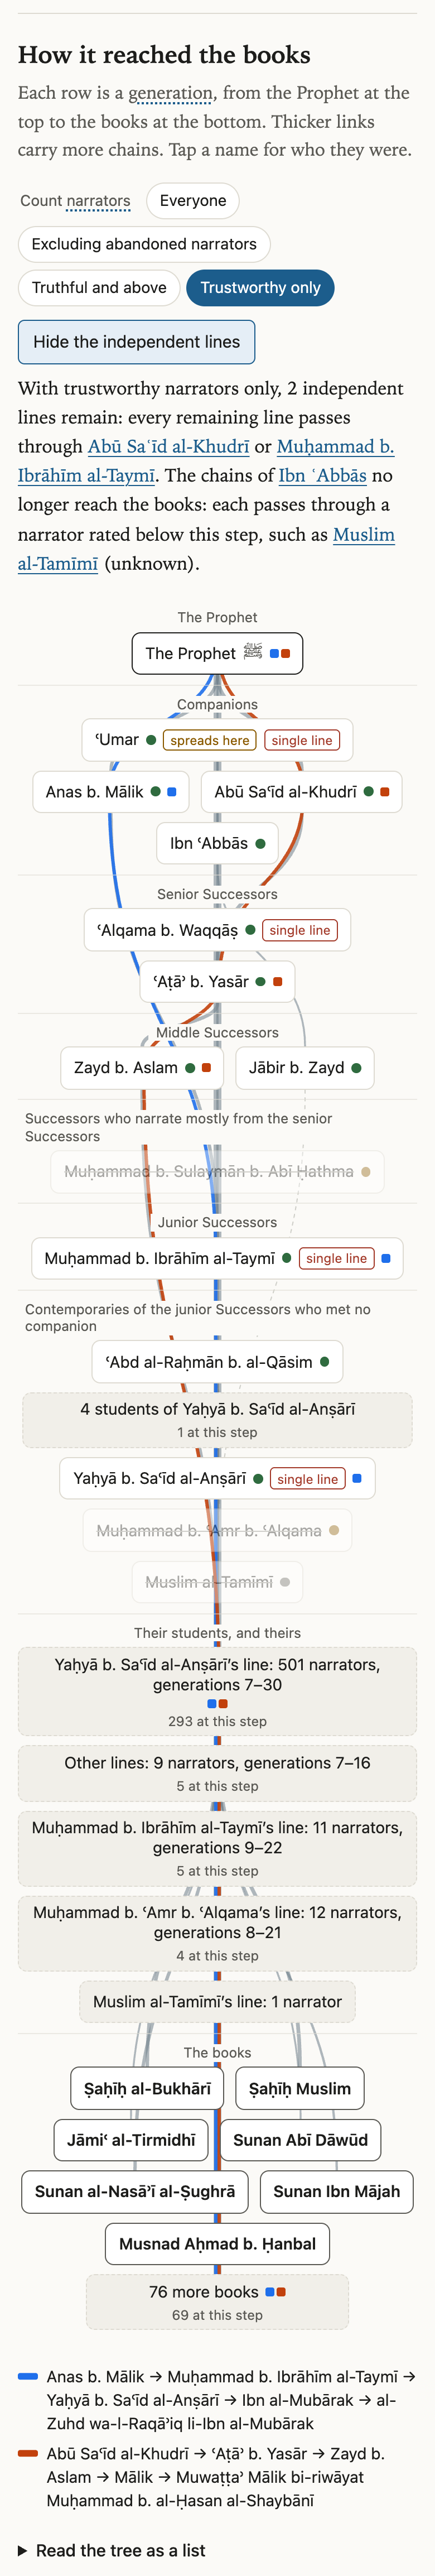 How it reached the books
Each row is a generation, from the Prophet at the
top to the books at the bottom. Thicker links
carry more chains. Tap a name for who they were.
Count narrators
Everyone
Excluding abandoned narrators
Truthful and above
Trustworthy only
Hide the independent lines
With trustworthy narrators only, 2 independent
lines remain: every remaining line passes
through Abū Saʿīd al-Khudrī or Muḥammad b.
Ibrāhīm al-Taymī. The chains of Ibn ʿAbbās no
longer reach the books: each passes through a
narrator rated below this step, such as Muslim
al-Tamīmī (unknown).
The Prophet
The Prophet ﷺ
Companions
ʿUmar spreads here single line
Anas b. Mālik
Abū Saʿīd al-Khudrī
Ibn ʿAbbās
Senior Successors
ʿAlqama b. Waqqāṣ single line
ʿAṭāʾ b. Yasār
Middle Successors
Zayd b. Aslam
Jābir b. Zayd
Successors who narrate mostly from the senior
Successors
Muḥammad b. Sulaymān b. Abī Ḥathma
Junior Successors
Muḥammad b. Ibrāhīm al-Taymī single line
Contemporaries of the junior Successors who met no
companion
ʿAbd al-Raḥmān b. al-Qāsim
4 students of Yaḥyā b. Saʿīd al-Anṣārī
1 at this step
Yaḥyā b. Saʿīd al-Anṣārī single line
Muḥammad b. ʿAmr b. ʿAlqama
Muslim al-Tamīmī
Their students, and theirs
Yaḥyā b. Saʿīd al-Anṣārī’s line: 501 narrators,
generations 7–30
293 at this step
Other lines: 9 narrators, generations 7–16
5 at this step
Muḥammad b. Ibrāhīm al-Taymī’s line: 11 narrators,
generations 9–22
5 at this step
Muḥammad b. ʿAmr b. ʿAlqama’s line: 12 narrators,
generations 8–21
4 at this step
Muslim al-Tamīmī’s line: 1 narrator
The books
Ṣaḥīḥ al-Bukhārī
Ṣaḥīḥ Muslim
Jāmiʿ al-Tirmidhī
Sunan Abī Dāwūd
Sunan al-Nasāʾī al-Ṣughrā
Sunan Ibn Mājah
Musnad Aḥmad b. Ḥanbal
76 more books
69 at this step
Anas b. Mālik → Muḥammad b. Ibrāhīm al-Taymī →
Yaḥyā b. Saʿīd al-Anṣārī → Ibn al-Mubārak → al-
Zuhd wa-l-Raqāʾiq li-Ibn al-Mubārak
Abū Saʿīd al-Khudrī → ʿAṭāʾ b. Yasār → Zayd b.
Aslam → Mālik → Muwaṭṭaʾ Mālik bi-riwāyat
Muḥammad b. al-Ḥasan al-Shaybānī
▶ Read the tree as a list